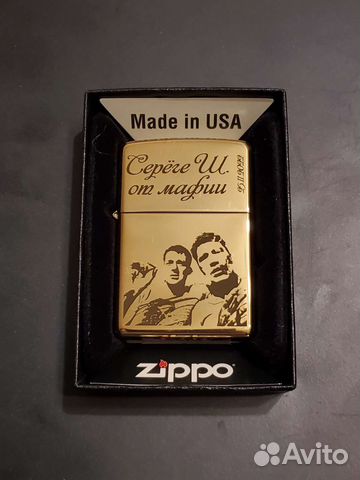 Made in USA
Серёге Ш.
от мафии
zippo
Avito